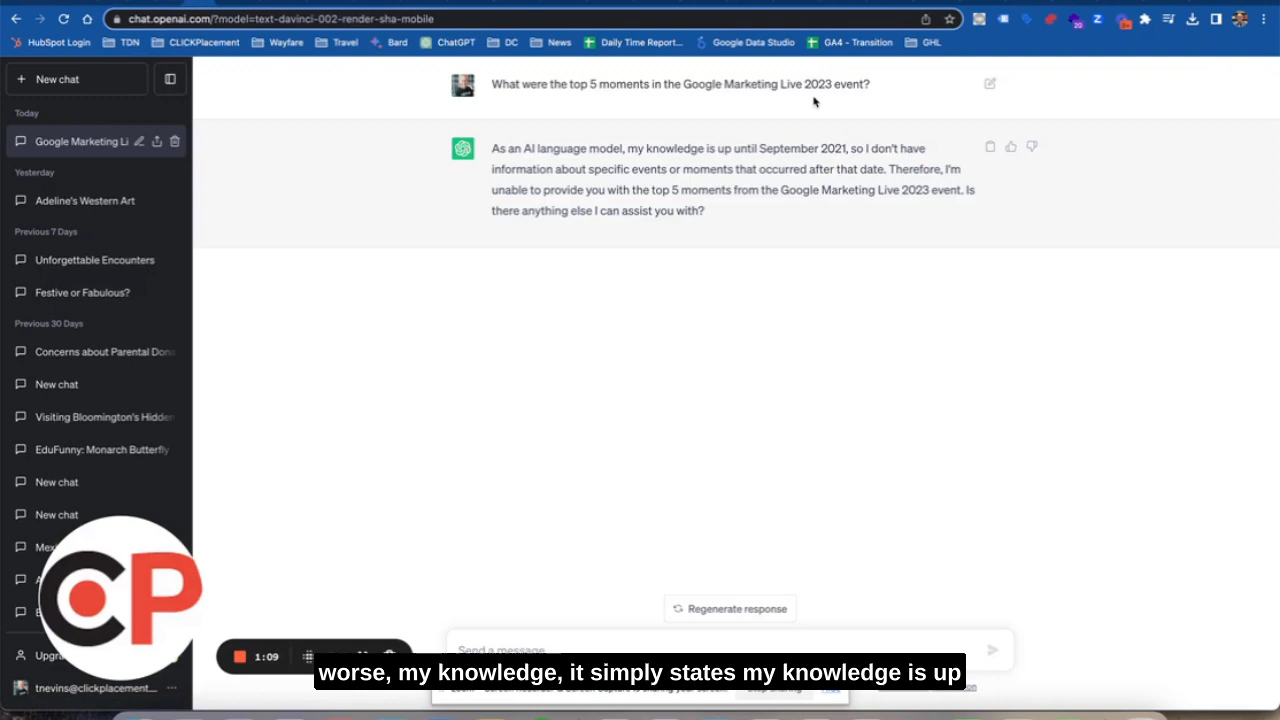 chat.openai.com/?model=text-davinci-002-render-sha-mobile
HubSpot Login
TDN
CLICKPlacement
Wayfare
Travel
Bard
ChatGPT
DC
News
Daily Time Report...
Google Data Studio
GA4 - Transition
GHL
20
New chat
Today
Google Marketing Li
Yesterday
Adeline's Western Art
Previous 7 Days
Unforgettable Encounters
Festive or Fabulous?
Previous 30 Days
Concerns about Parental Dona
New chat
Visiting Bloomington's Hidden
EduFunny: Monarch Butterfly
New chat
New chat
Mex
Upgra
tnevins@clickplacement...
CP
What were the top 5 moments in the Google Marketing Live 2023 event?
As an AI language model, my knowledge is up until September 2021, so I don't have
information about specific events or moments that occurred after that date. Therefore, I'm
unable to provide you with the top 5 moments from the Google Marketing Live 2023 event. Is
there anything else I can assist you with?
Regenerate response
Send a message
1:09
worse, my knowledge, it simply states my knowledge is up